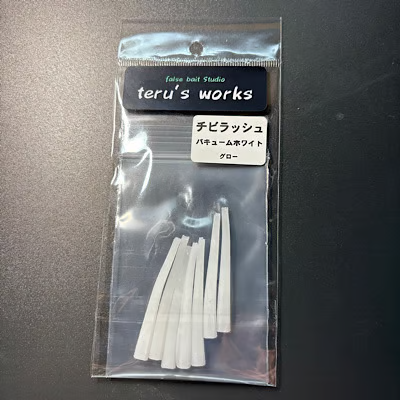 false bait Studio
teru's works
チビラッシュ
バキュームホワイト
グロー